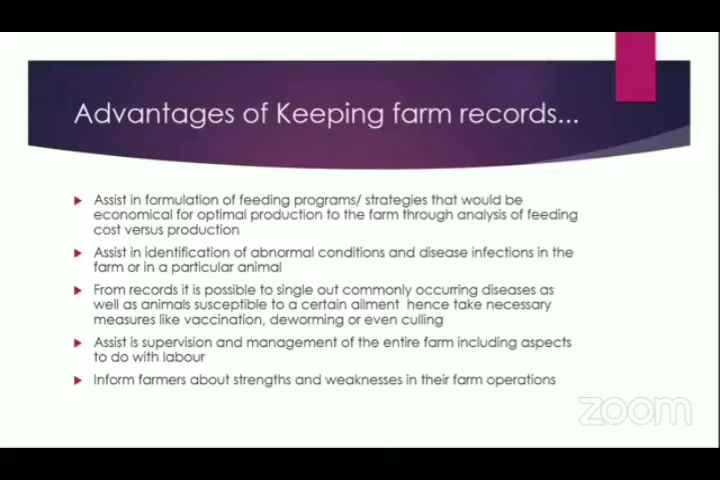 Advantages of Keeping farm records...
Assist in formulation of feeding programs/ strategies that would be
economical for optimal production to the farm through analysis of feeding
cost versus production
Assist in identification of abnormal conditions and disease infections in the
farm or in a particular animal
From records it is possible to single out commonly occurring diseases as
well as animals susceptible to a certain ailment hence take necessary
measures like vaccination, deworming or even culling
Assist is supervision and management of the entire farm including aspects
to do with labour
Inform farmers about strengths and weaknesses in their farm operations
zoom